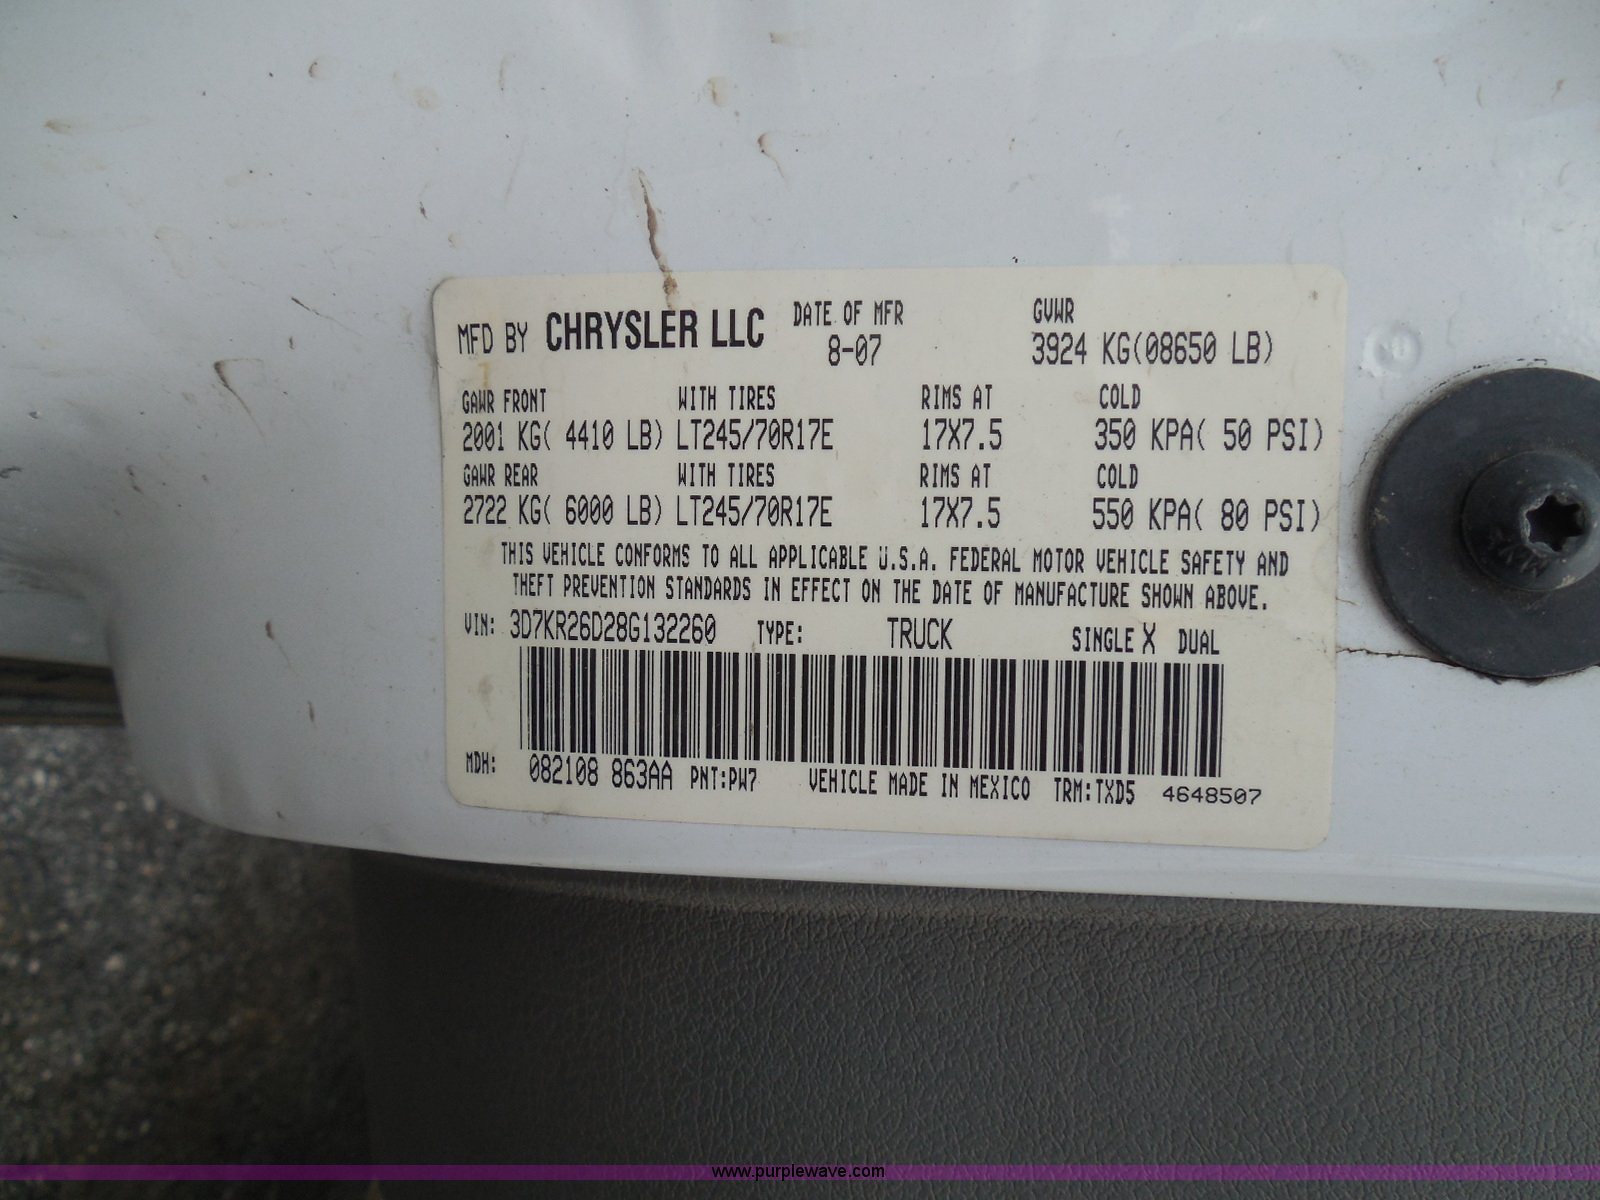 MFD BY CHRYSLER LLC DATE OF MFR 8-07 GVWR 3924 KG(08650 LB)
GAWR FRONT WITH TIRES RIMS AT COLD
2001 KG( 4410 LB) LT245/70R17E 17X7.5 350 KPA( 50 PSI)
GAWR REAR WITH TIRES RIMS AT COLD
2722 KG( 6000 LB) LT245/70R17E 17X7.5 550 KPA( 80 PSI)
THIS VEHICLE CONFORMS TO ALL APPLICABLE U.S.A. FEDERAL MOTOR VEHICLE SAFETY AND
THEFT PREVENTION STANDARDS IN EFFECT ON THE DATE OF MANUFACTURE SHOWN ABOVE.
VIN: 3D7KR26D28G132260 TYPE: TRUCK SINGLE X DUAL
MDH: 082108 863AA PNT:PW7 VEHICLE MADE IN MEXICO TRM:TXD5 4648507
www.purplewave.com